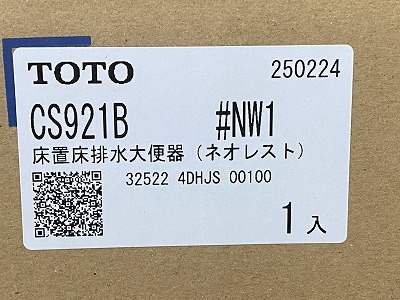 TOTO 250224
CS921B #NW1
床置床排水大便器（ネオレスト）
32522 4DHJS 00100
1入